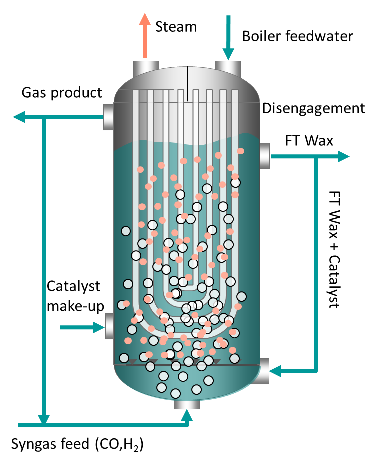 Steam
Boiler feedwater
Gas product
Disengagement
FT Wax
FT Wax + Catalyst
Catalyst
make-up
Syngas feed (CO,H₂)